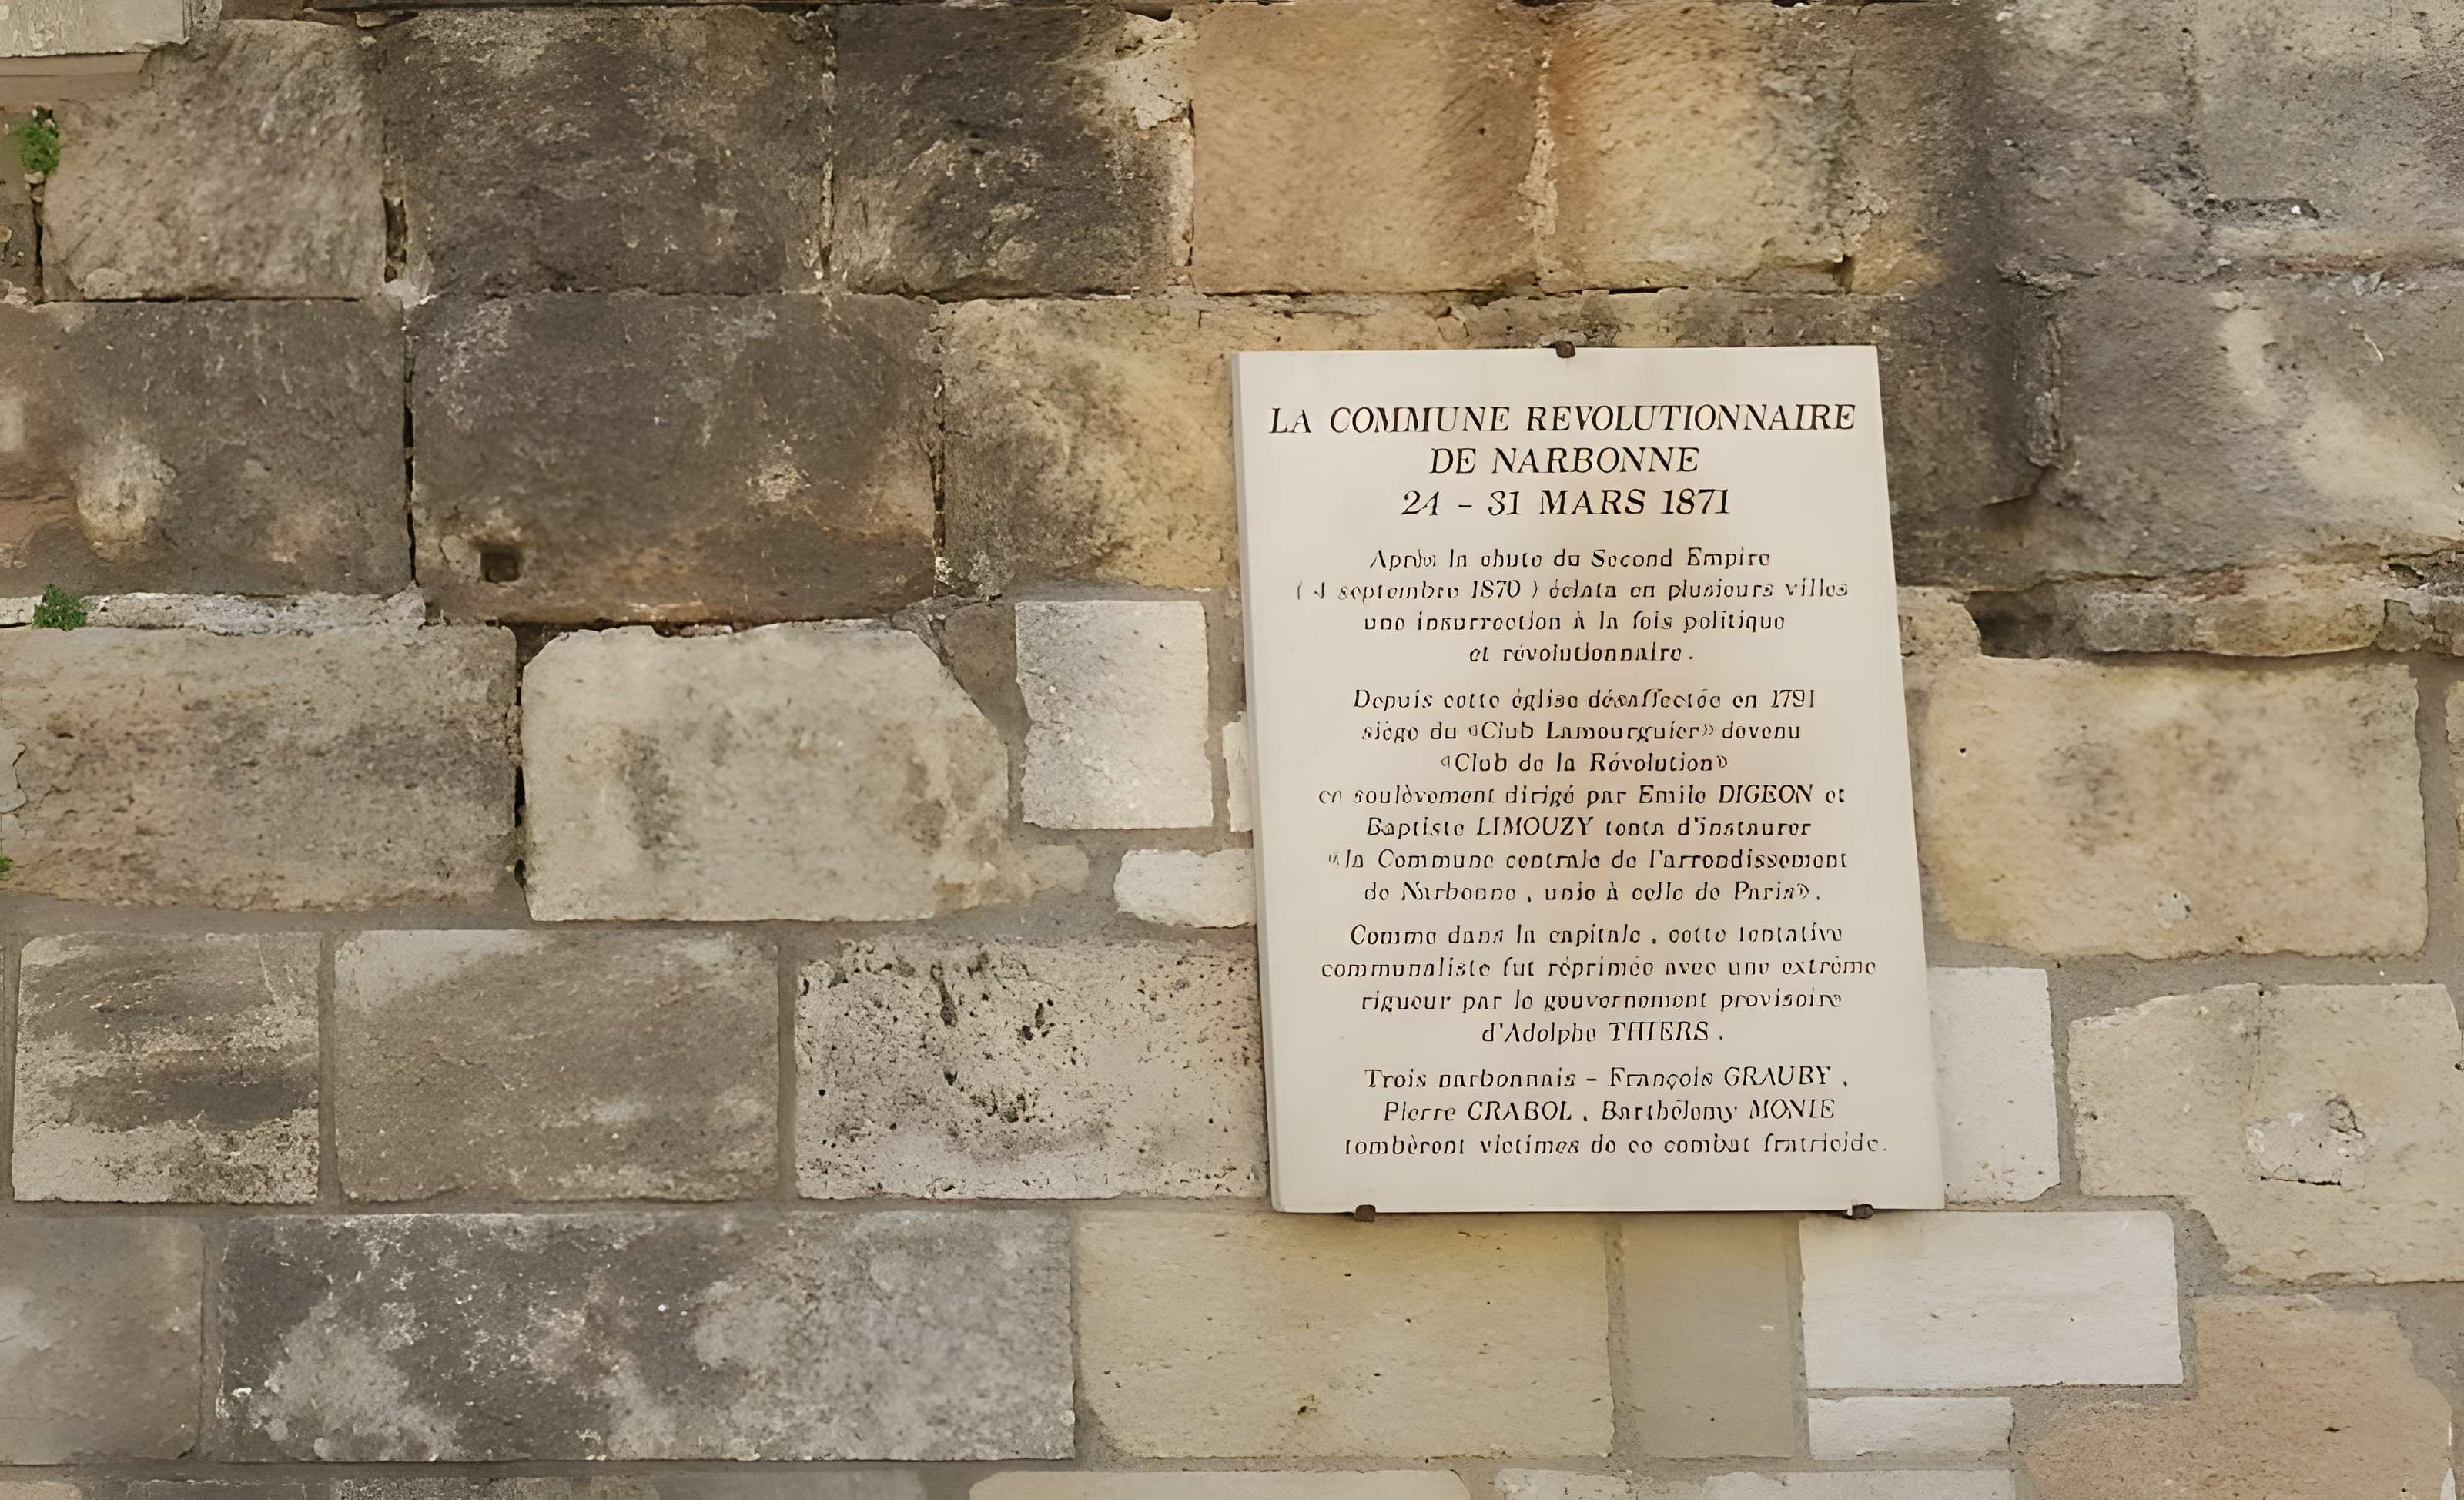 LA COMMUNE REVOLUTIONNAIRE
DE NARBONNE
24 - 31 MARS 1871
Après la chute du Second Empire
( 4 septembre 1870 ) éclata en plusieurs villes
une insurrection à la fois politique
et révolutionnaire .
Depuis cette église désaffectée en 1791
siège du «Club Lamourguier» devenu
«Club de la Révolution»
en soulèvement dirigé par Emile DIGEON et
Baptiste LIMOUZY tenta d'instaurer
«la Commune centrale de l'arrondissement
de Narbonne , unie à celle de Paris» .
Comme dans la capitale , cette tentative
communaliste fut réprimée avec une extrême
rigueur par le gouvernement provisoire
d'Adolphe THIERS .
Trois narbonnais - François GRAUBY ,
Pierre CRABOL , Barthélemy MONIE
tombèrent victimes de ce combat fratricide .